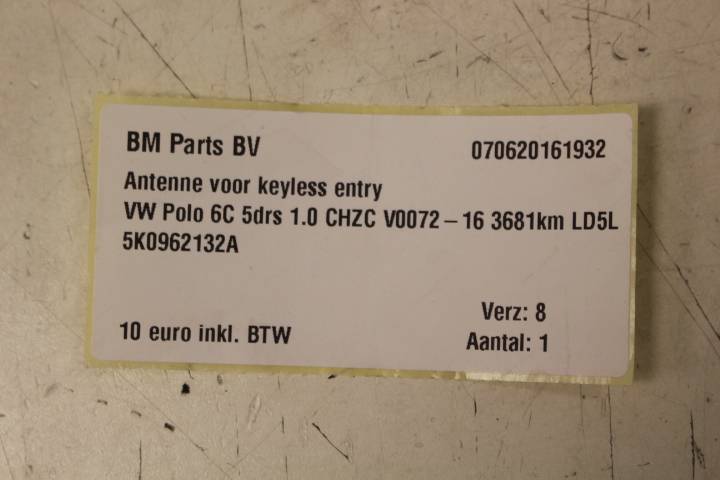 BM Parts BV 070620161932
Antenne voor keyless entry
VW Polo 6C 5drs 1.0 CHZC V0072 – 16 3681km LD5L
5K0962132A
Verz: 8
10 euro inkl. BTW Aantal: 1